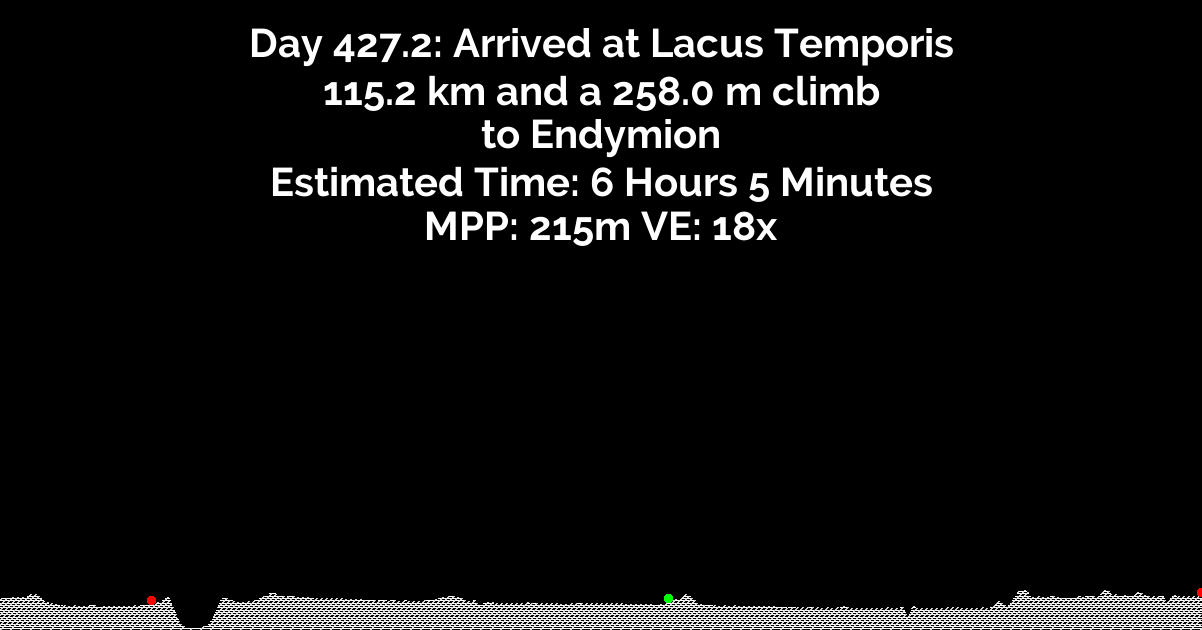 Day 427.2: Arrived at Lacus Temporis
115.2 km and a 258.0 m climb
to Endymion
Estimated Time: 6 Hours 5 Minutes
MPP: 215m VE: 18x